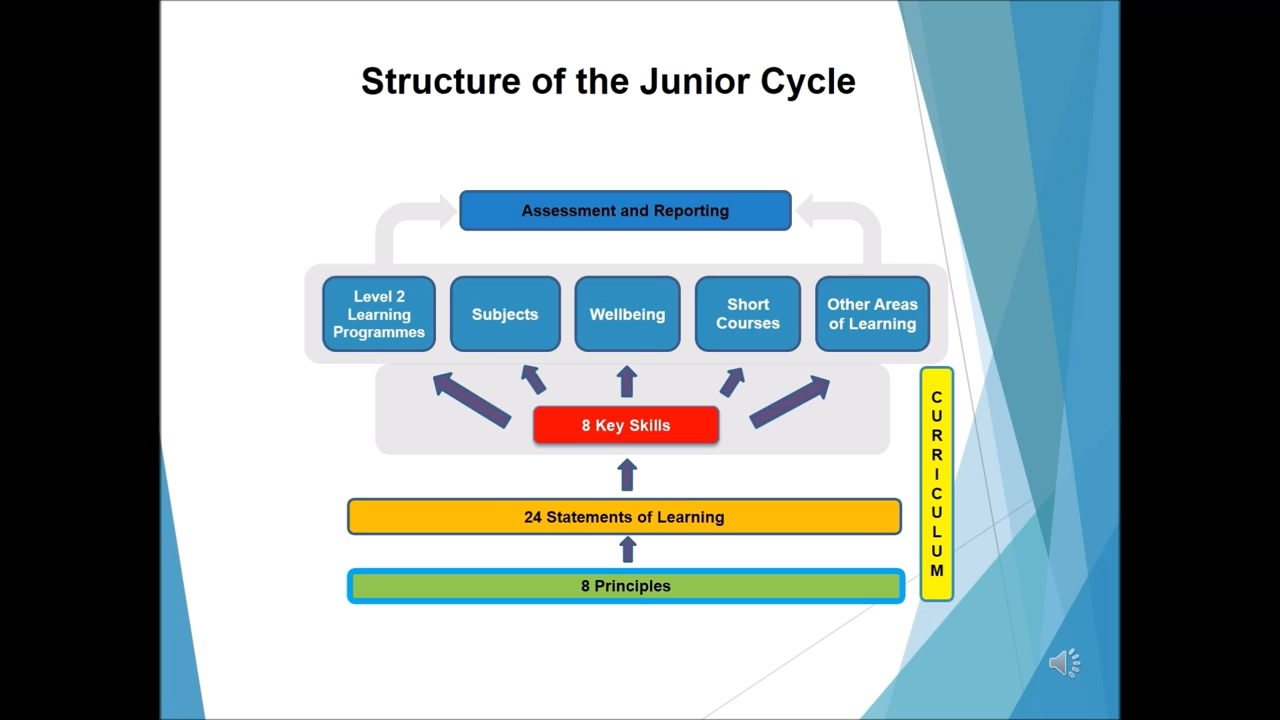 Structure of the Junior Cycle
Assessment and Reporting
Level 2
Learning
Programmes
Subjects
Wellbeing
Short
Courses
Other Areas
of Learning
8 Key Skills
24 Statements of Learning
8 Principles
C
U
R
R
I
C
U
L
U
M